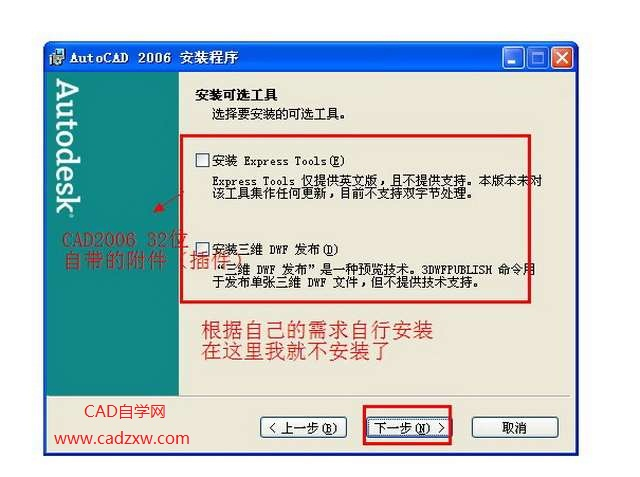 AutoCAD 2006 安装程序
Autodesk
安装可选工具
选择要安装的可选工具。
安装 Express Tools(E)
Express Tools 仅提供英文版，且不提供支持。本版本未对
该工具集作任何更新，目前不支持双字节处理。
CAD2006 32位
自带的附件（插件）
安装三维 DWF 发布(D)
“三维 DWF 发布”是一种预览技术。3DWFPUBLISH 命令用
于发布单张三维 DWF 文件，但不提供技术支持。
根据自己的需求自行安装
在这里我就不安装了
CAD自学网
www.cadzxw.com
< 上一步(B)
下一步(N) >
取消